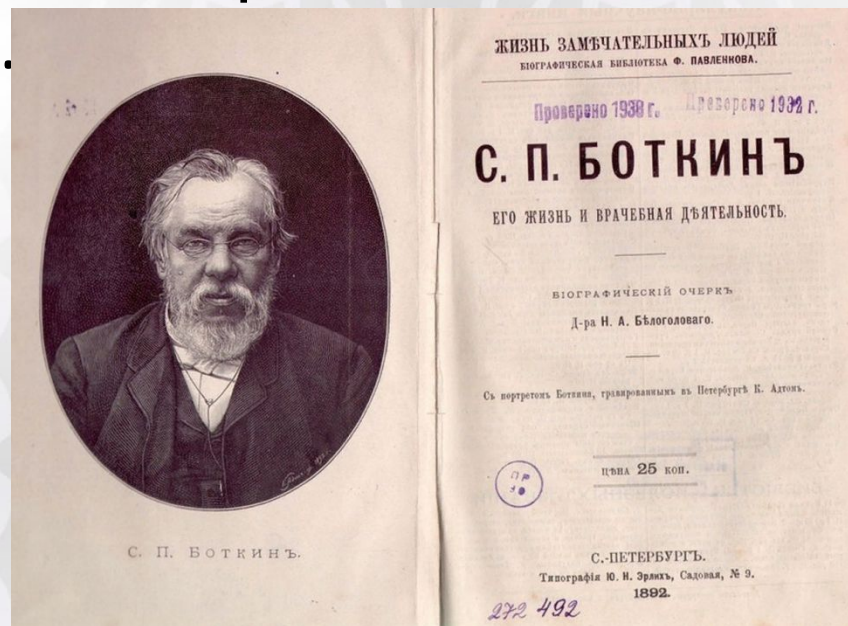 С. П. БОТКИНЪ.
ЖИЗНЬ ЗАМѢЧАТЕЛЬНЫХЪ ЛЮДЕЙ
БІОГРАФИЧЕСКАЯ БИБЛІОТЕКА Ф. ПАВЛЕНКОВА.
Проверено 1938 г. Проверено 1932 г.
С. П. БОТКИНЪ
ЕГО ЖИЗНЬ И ВРАЧЕБНАЯ ДѢЯТЕЛЬНОСТЬ.
БІОГРАФИЧЕСКІЙ ОЧЕРКЪ
Д-ра Н. А. Бѣлоголоваго.
Съ портретомъ Боткина, гравированнымъ въ Петербургѣ К. Адтомъ.
ЦѢНА 25 коп.
С.-ПЕТЕРБУРГЪ.
Типографія Ю. Н. Эрлихъ, Садовая, № 9.
1892.
272 492